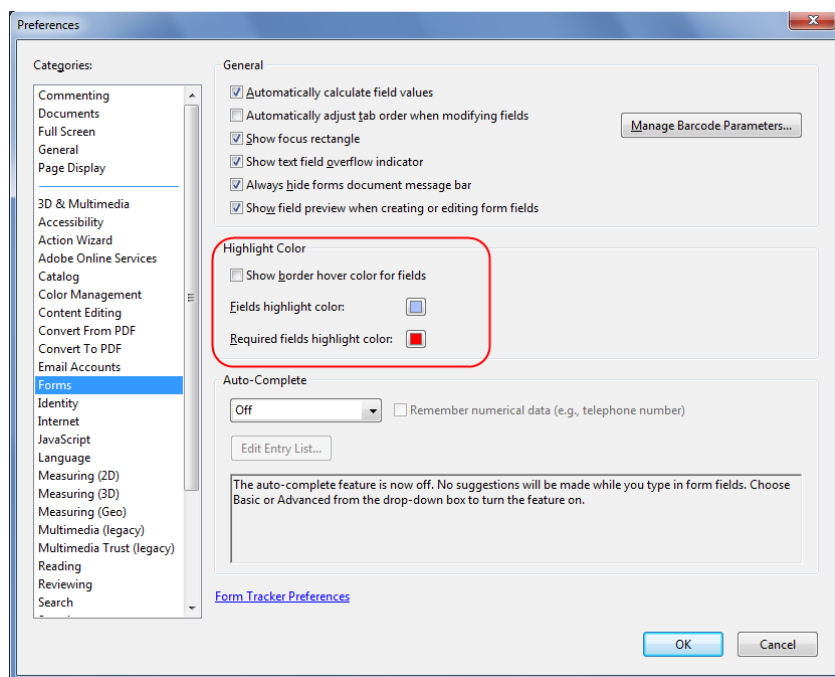 Preferences
Categories:
Commenting
Documents
Full Screen
General
Page Display
3D & Multimedia
Accessibility
Action Wizard
Adobe Online Services
Catalog
Color Management
Content Editing
Convert From PDF
Convert To PDF
Email Accounts
Forms
Identity
Internet
JavaScript
Language
Measuring (2D)
Measuring (3D)
Measuring (Geo)
Multimedia (legacy)
Multimedia Trust (legacy)
Reading
Reviewing
Search
General
Automatically calculate field values
Automatically adjust tab order when modifying fields
Manage Barcode Parameters...
Show focus rectangle
Show text field overflow indicator
Always hide forms document message bar
Show field preview when creating or editing form fields
Highlight Color
Show border hover color for fields
Fields highlight color:
Required fields highlight color:
Auto-Complete
Off
Remember numerical data (e.g., telephone number)
Edit Entry List...
The auto-complete feature is now off. No suggestions will be made while you type in form fields. Choose
Basic or Advanced from the drop-down box to turn the feature on.
Form Tracker Preferences
OK
Cancel